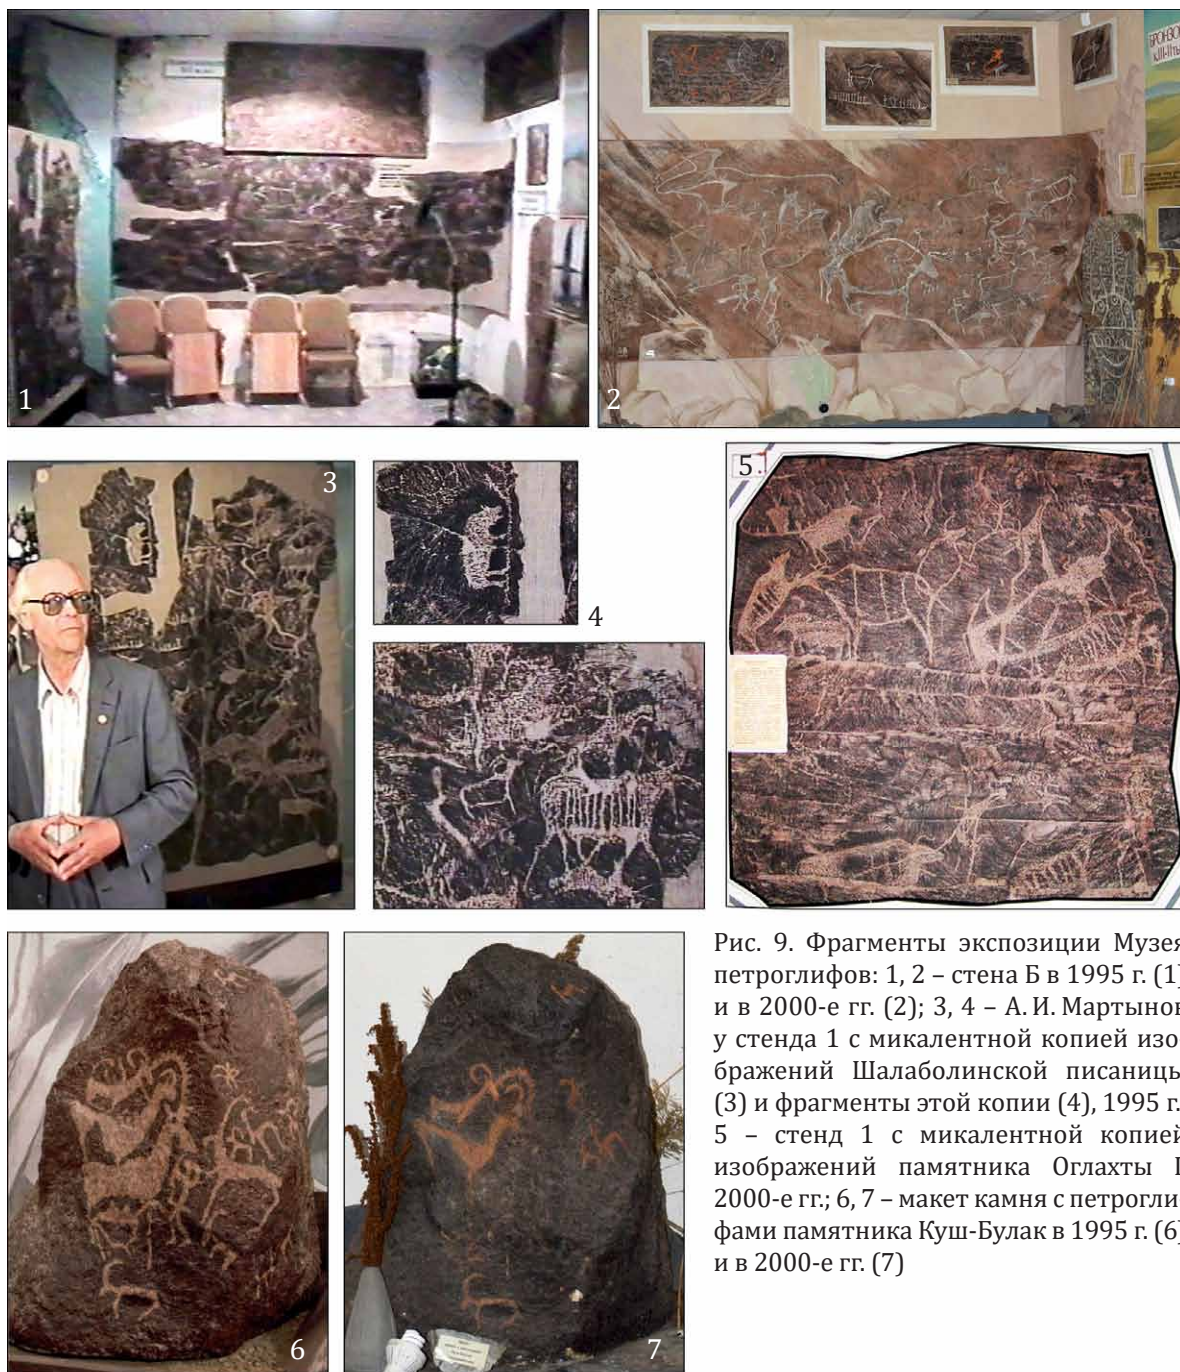 1
2
БРОНЗО
3
4
5
6
7
Рис. 9. Фрагменты экспозиции Музея
петроглифов: 1, 2 – стена Б в 1995 г. (1)
и в 2000-е гг. (2); 3, 4 – А. И. Мартынов
у стенда 1 с микалентной копией изо-
бражений Шалаболинской писаницы
(3) и фрагменты этой копии (4), 1995 г.
5 – стенд 1 с микалентной копией
изображений памятника Оглахты I
2000-е гг.; 6, 7 – макет камня с петрогли-
фами памятника Куш-Булак в 1995 г. (6)
и в 2000-е гг. (7)